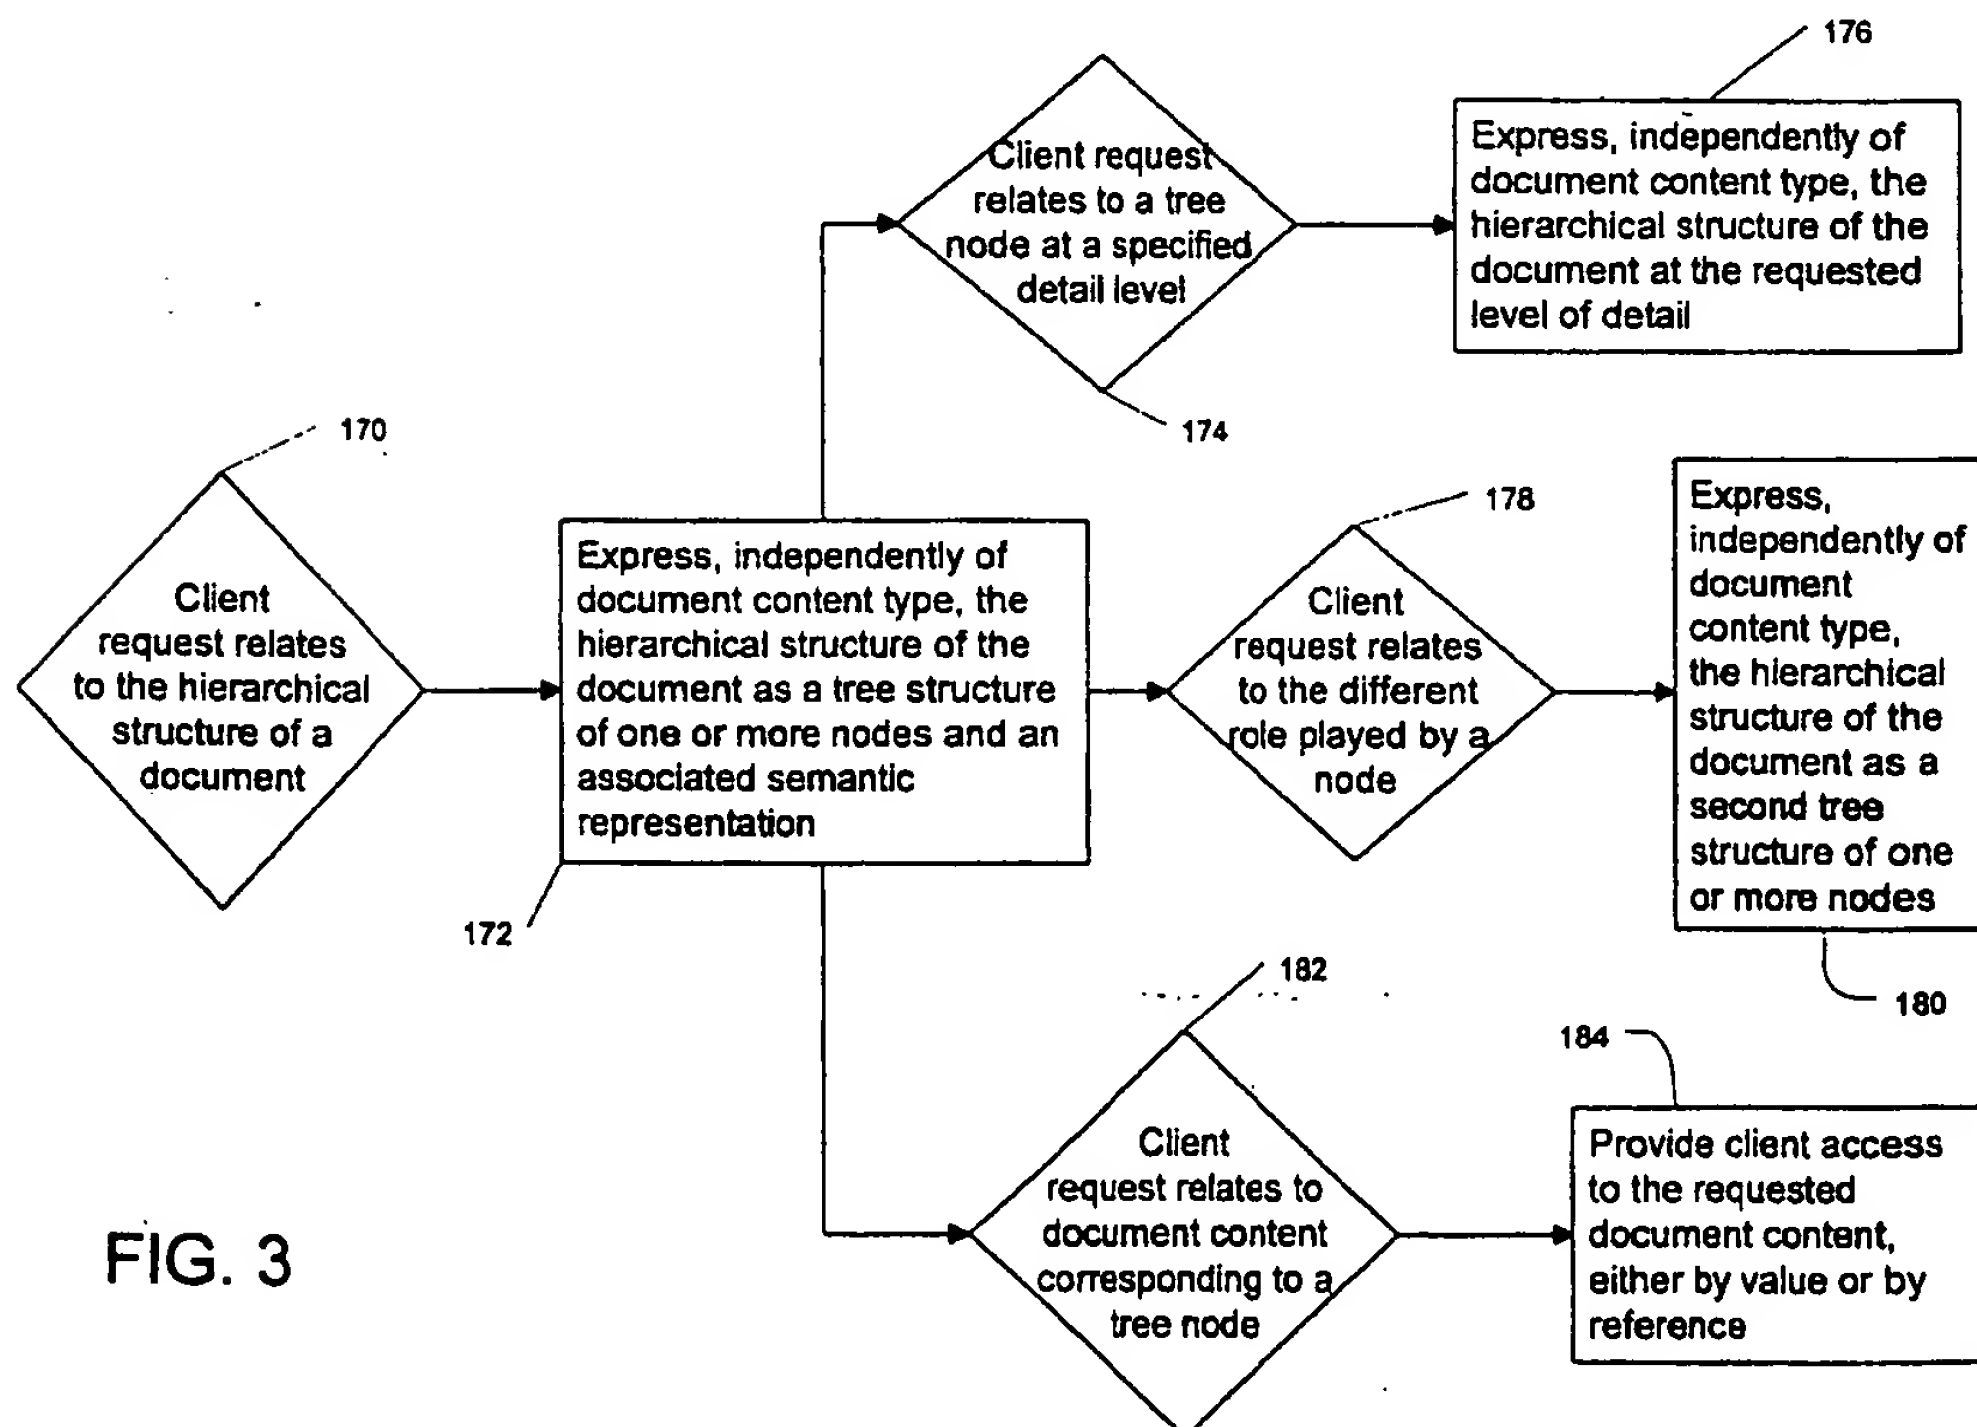 176
Client request
relates to a tree
node at a specified
detail level
Express, independently of
document content type, the
hierarchical structure of the
document at the requested
level of detail
174
170
Client
request relates
to the hierarchical
structure of a
document
Express, independently of
document content type, the
hierarchical structure of the
document as a tree structure
of one or more nodes and an
associated semantic
representation
172
178
Client
request relates
to the different
role played by a
node
Express,
independently of
document
content type,
the hierarchical
structure of the
document as a
second tree
structure of one
or more nodes
180
182
Client
request relates to
document content
corresponding to a
tree node
184
Provide client access
to the requested
document content,
either by value or by
reference
FIG. 3